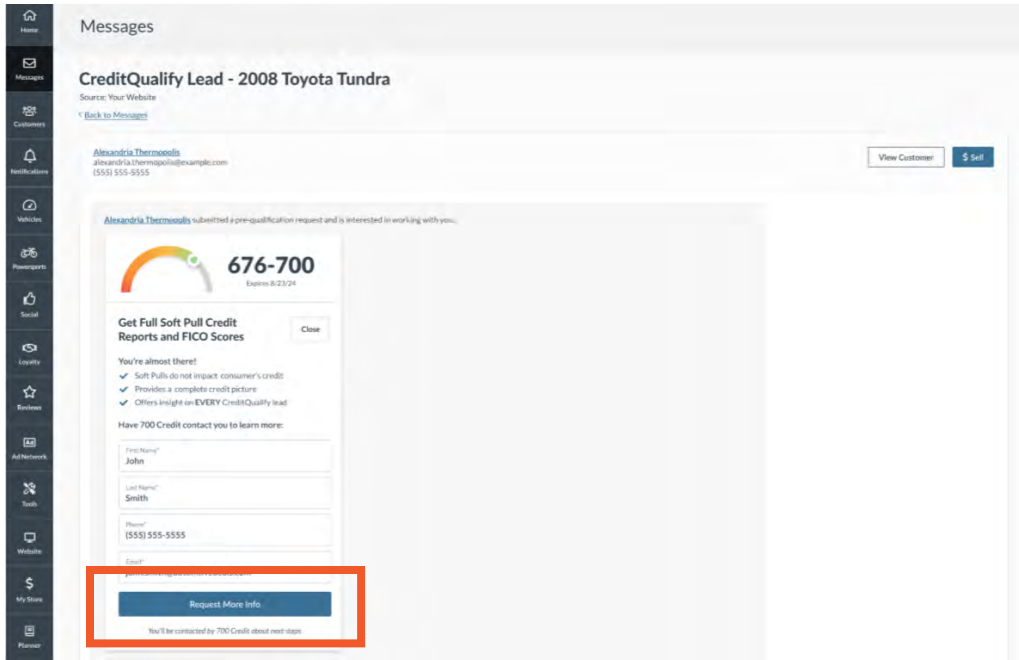 Home
Messages
Customers
Notifications
Vehicles
Powersports
Social
Loyalty
Reviews
Ad
Ad Network
Tools
Website
My Store
Planner
Messages
CreditQualify Lead - 2008 Toyota Tundra
Source: Your Website
< Back to Messages
Alexandria Thermopolis
alexandria.thermopolis@example.com
(555) 555-5555
View Customer
$ Sell
Alexandria Thermopolis submitted a pre-qualification request and is interested in working with you.
676-700
Expires 8/23/24
Get Full Soft Pull Credit
Reports and FICO Scores
Close
You're almost there!
Soft Pulls do not impact consumer's credit
Provides a complete credit picture
Offers insight on EVERY CreditQualify lead
Have 700 Credit contact you to learn more:
First Name*
John
Last Name*
Smith
Phone*
(555) 555-5555
Email*
Request More Info
You'll be contacted by 700 Credit about next steps